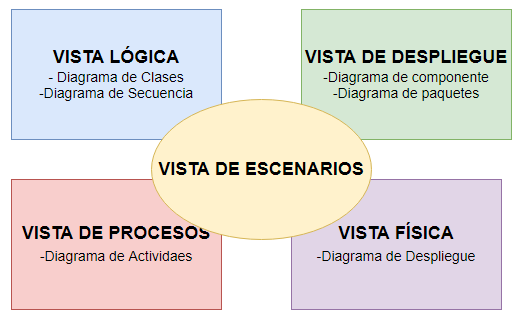 VISTA LÓGICA
- Diagrama de Clases
-Diagrama de Secuencia
VISTA DE DESPLIEGUE
-Diagrama de componente
-Diagrama de paquetes
VISTA DE ESCENARIOS
VISTA DE PROCESOS
-Diagrama de Actividaes
VISTA FÍSICA
-Diagrama de Despliegue